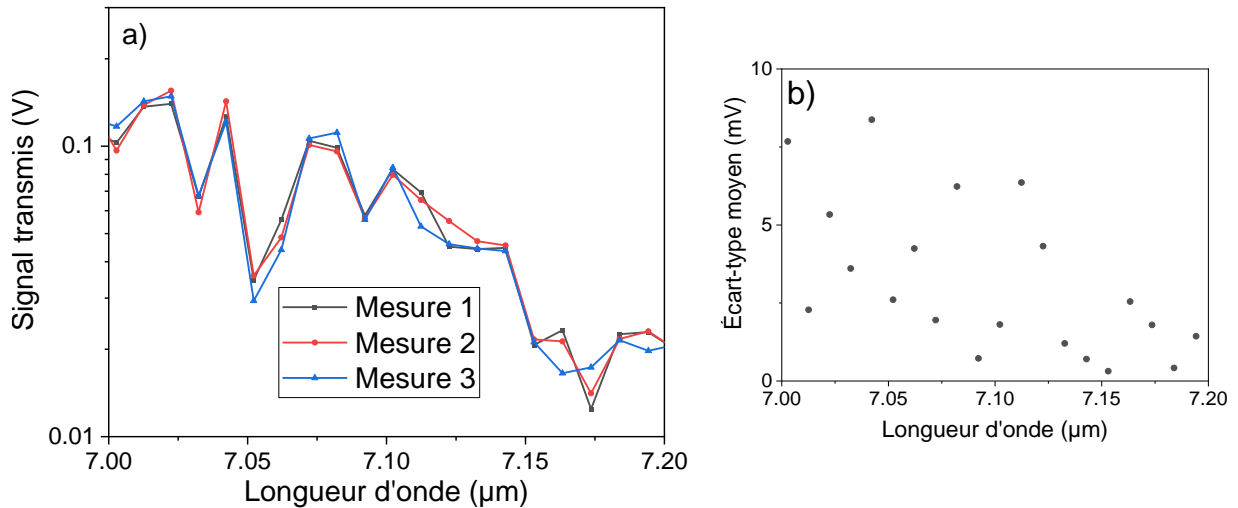 a)
Signal transmis (V)
0.1
0.01
Mesure 1
Mesure 2
Mesure 3
7.00
7.05
7.10
7.15
7.20
Longueur d'onde (µm)
b)
Écart-type moyen (mV)
10
5
0
7.00
7.05
7.10
7.15
7.20
Longueur d'onde (µm)